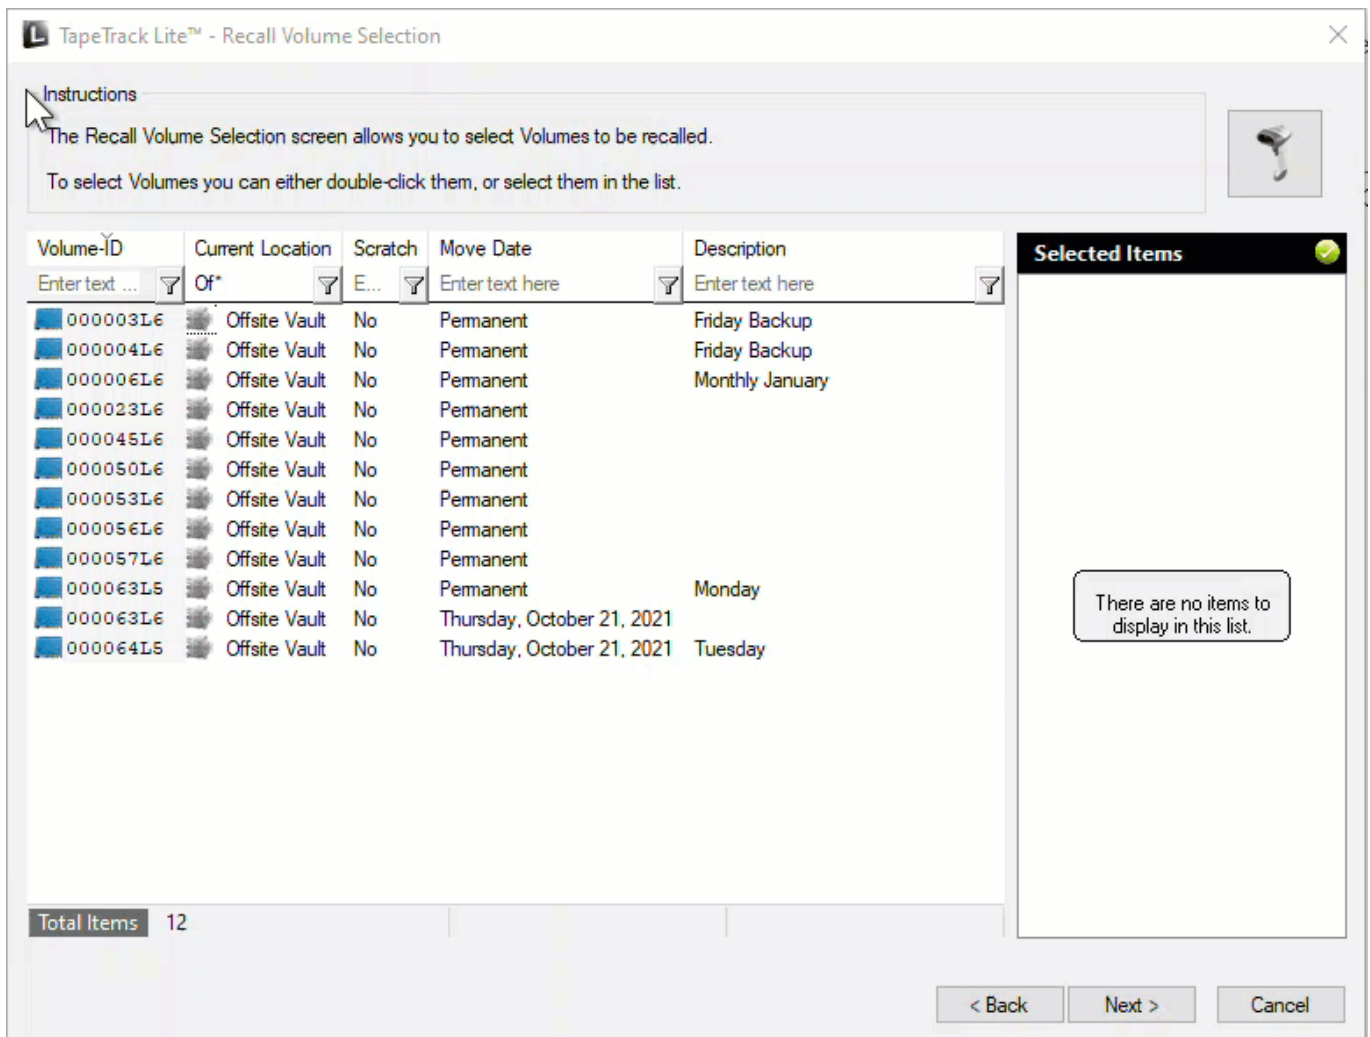 TapeTrack Lite™ - Recall Volume Selection
Instructions
The Recall Volume Selection screen allows you to select Volumes to be recalled.
To select Volumes you can either double-click them, or select them in the list.
Volume-ID Current Location Scratch Move Date Description
Enter text ... Of* E... Enter text here Enter text here
000003L6 Offsite Vault No Permanent Friday Backup
000004L6 Offsite Vault No Permanent Friday Backup
000006L6 Offsite Vault No Permanent Monthly January
000023L6 Offsite Vault No Permanent
000045L6 Offsite Vault No Permanent
000050L6 Offsite Vault No Permanent
000053L6 Offsite Vault No Permanent
000056L6 Offsite Vault No Permanent
000057L6 Offsite Vault No Permanent
000063L5 Offsite Vault No Permanent Monday
000063L6 Offsite Vault No Thursday, October 21, 2021
000064L5 Offsite Vault No Thursday, October 21, 2021 Tuesday
Total Items 12
Selected Items
There are no items to
display in this list.
< Back Next > Cancel